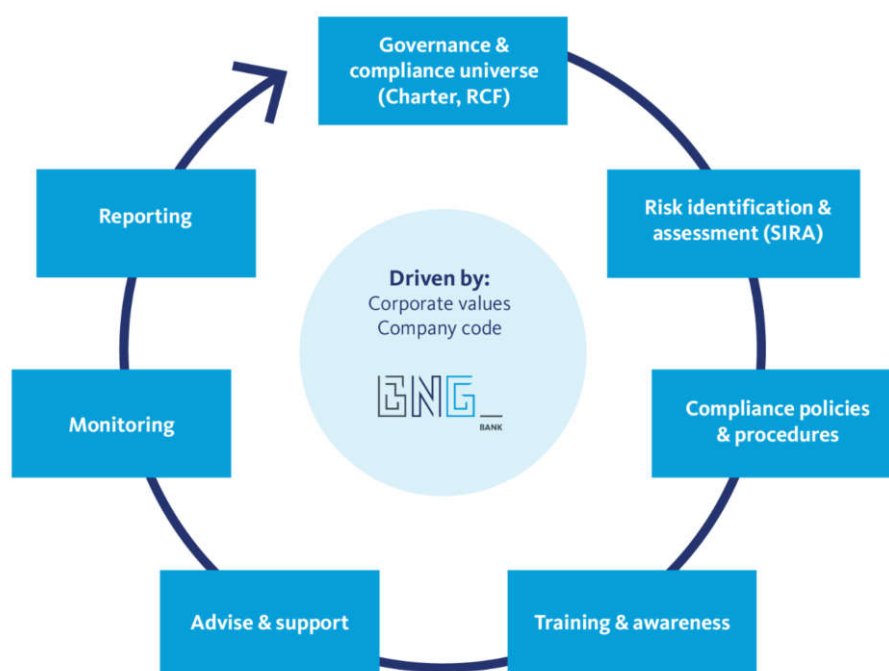 Governance &
compliance universe
(Charter, RCF)
Risk identification &
assessment (SIRA)
Compliance policies
& procedures
Training & awareness
Advise & support
Monitoring
Reporting
Driven by:
Corporate values
Company code
BNG_
BANK